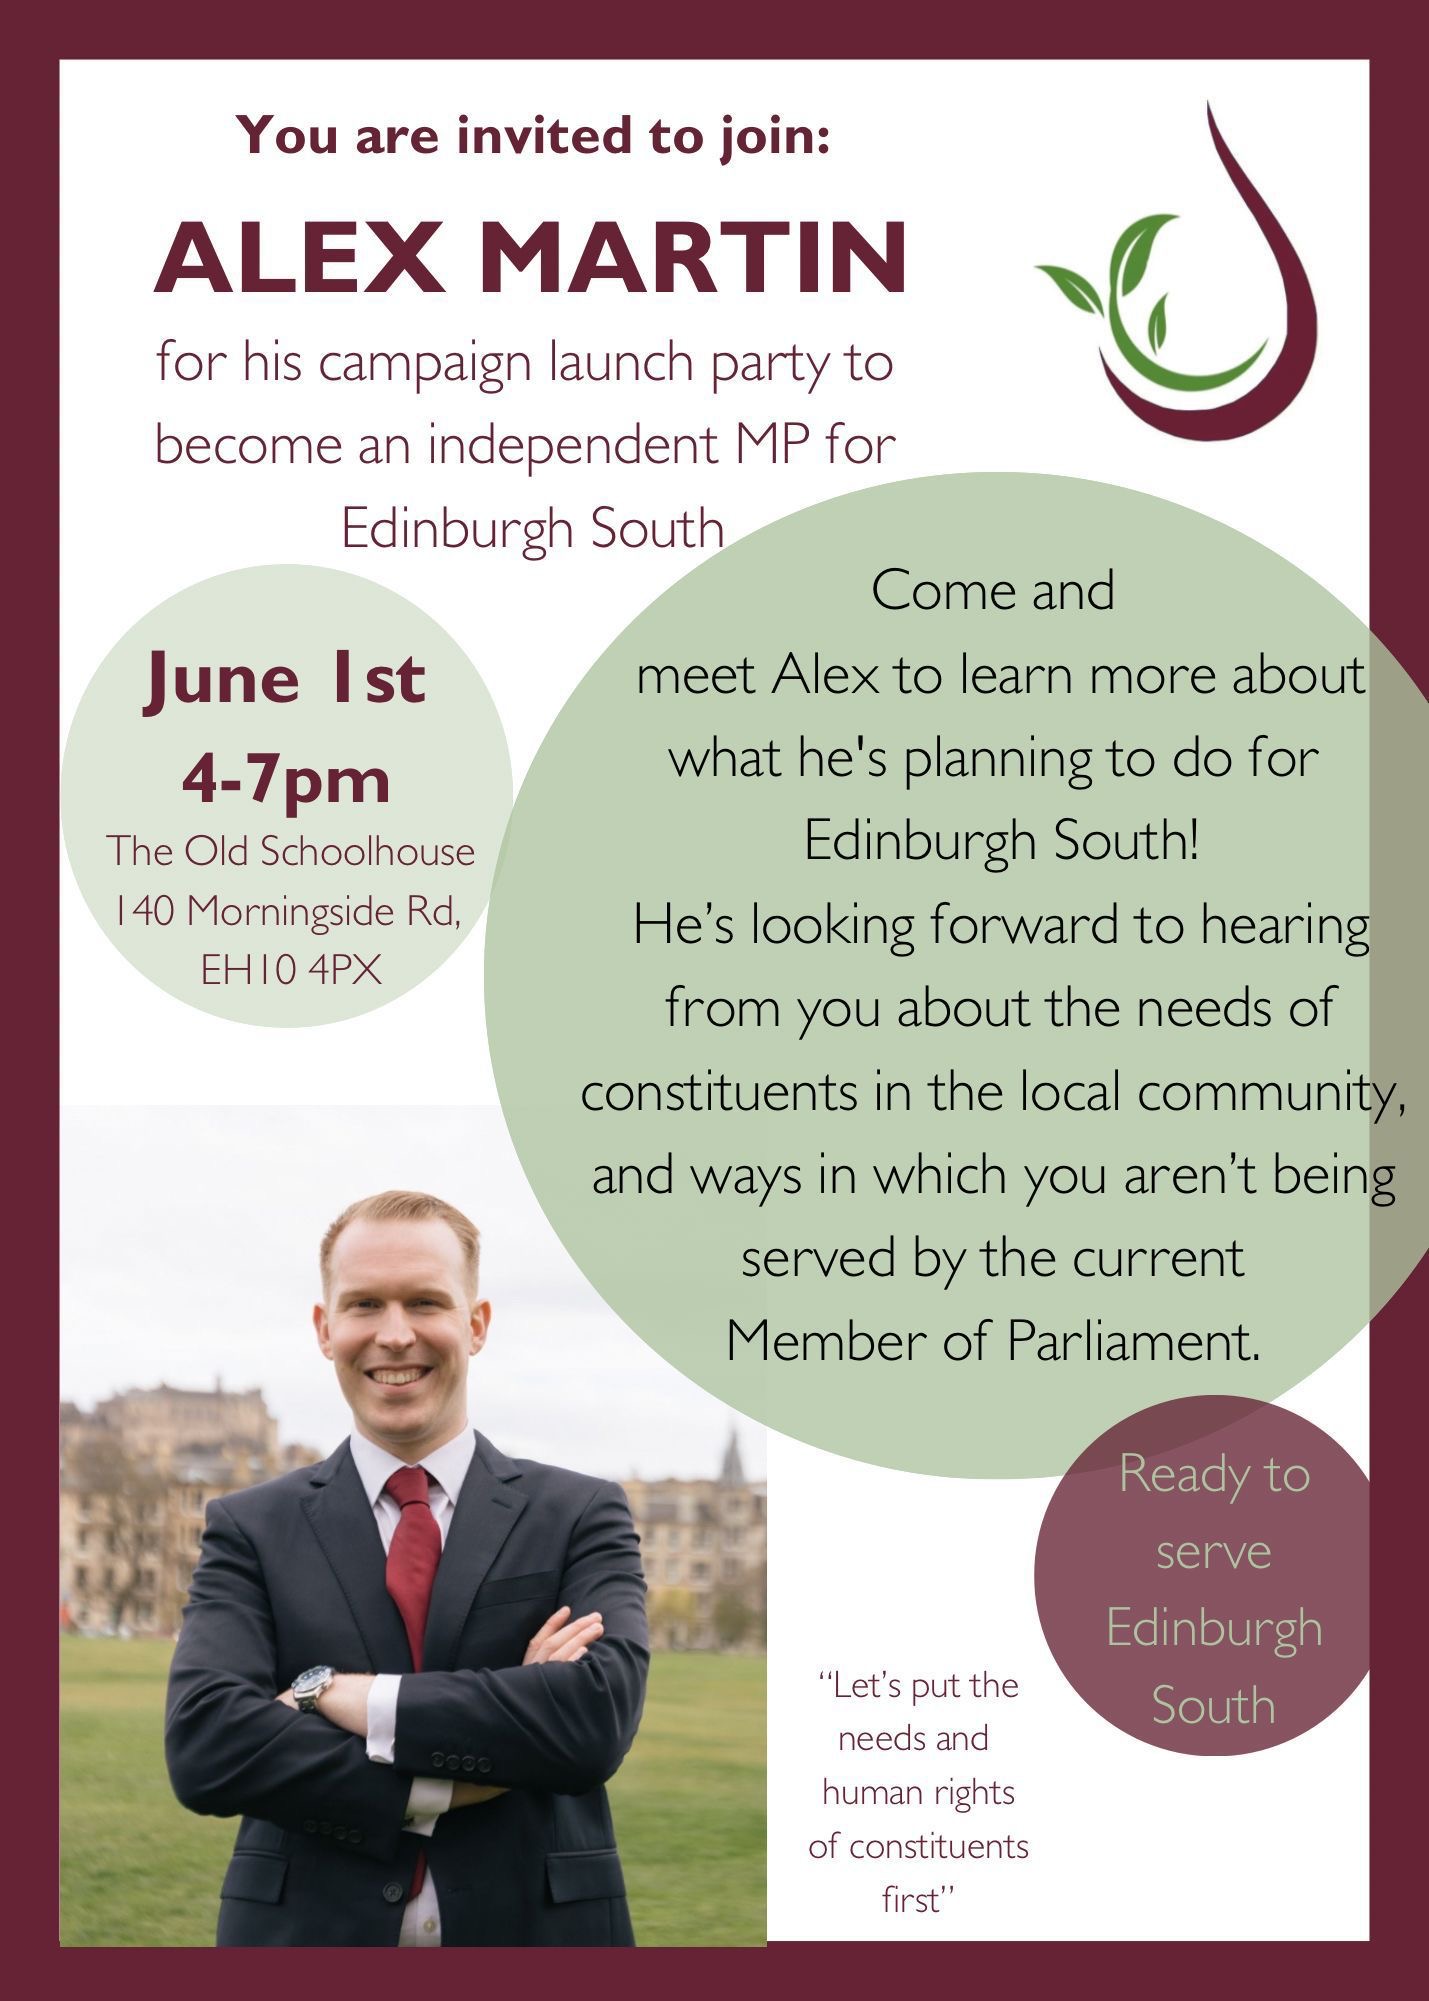 You are invited to join:
ALEX MARTIN
for his campaign launch party to
become an independent MP for
Edinburgh South
June 1st
4-7pm
The Old Schoolhouse
140 Morningside Rd,
EH10 4PX
Come and
meet Alex to learn more about
what he's planning to do for
Edinburgh South!
He’s looking forward to hearing
from you about the needs of
constituents in the local community,
and ways in which you aren’t being
served by the current
Member of Parliament.
Ready to
serve
Edinburgh
South
“Let’s put the
needs and
human rights
of constituents
first”